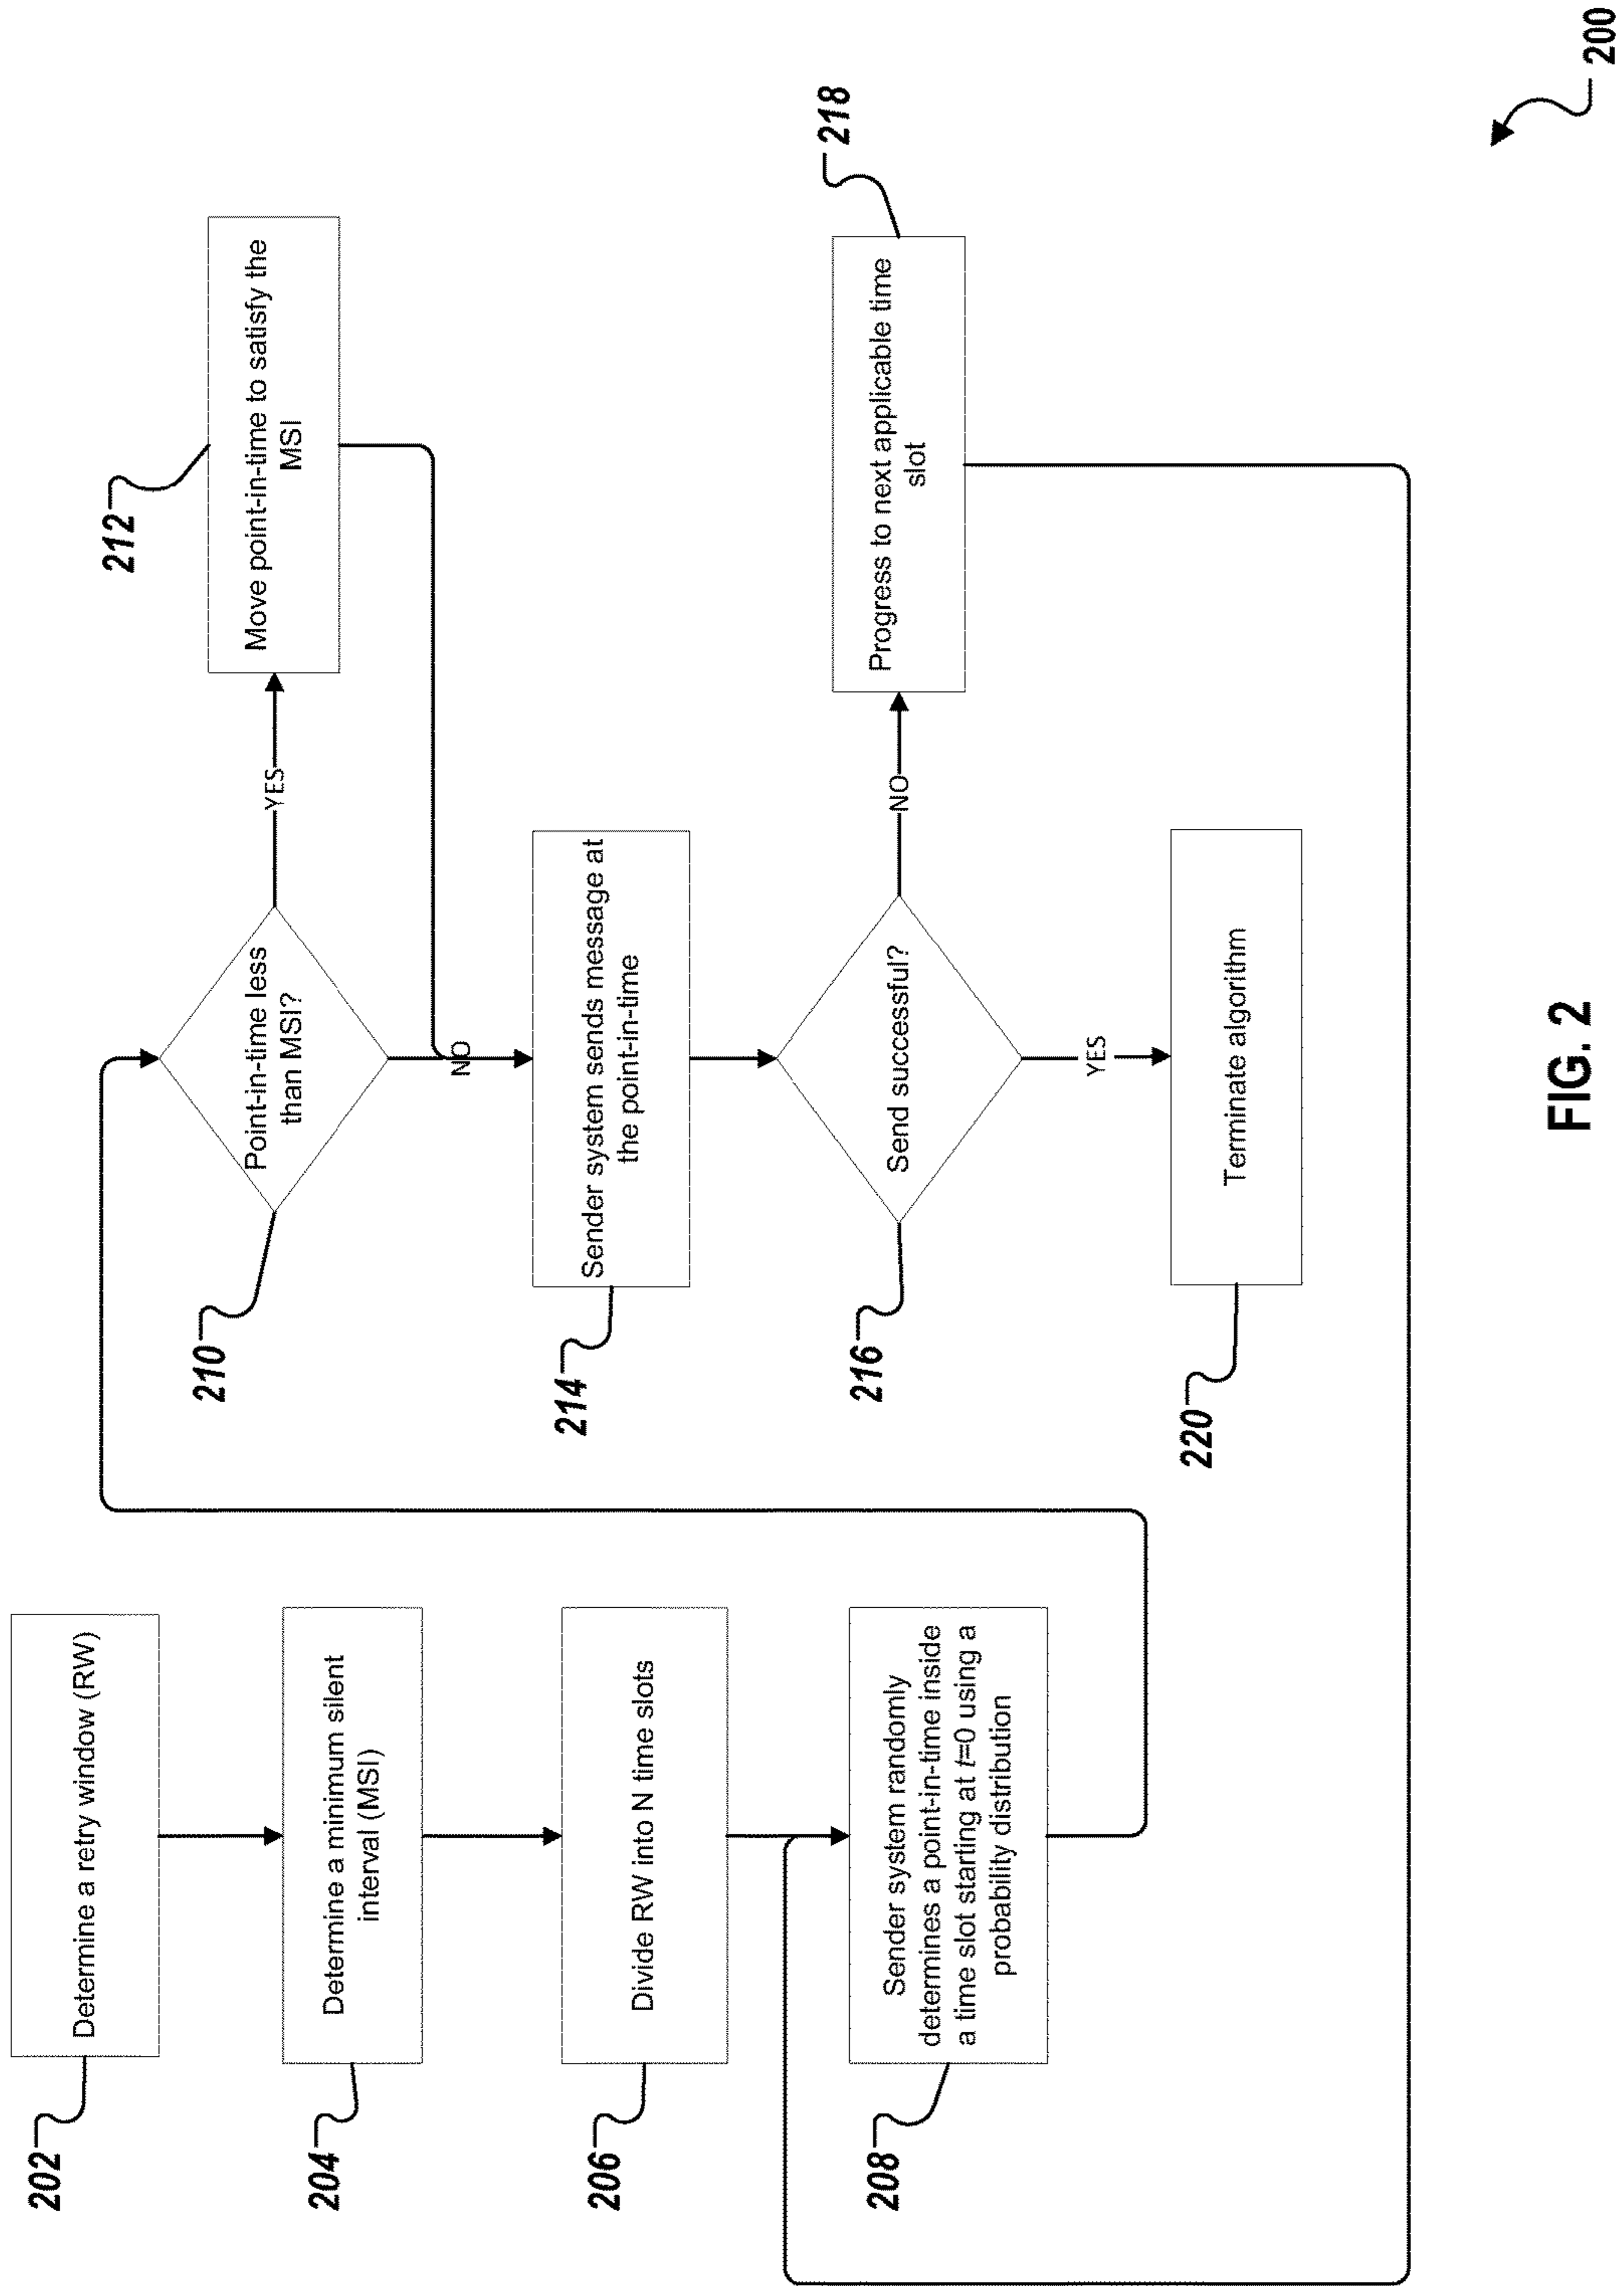 202
Determine a retry window (RW)
204
Determine a minimum silent
interval (MSI)
206
Divide RW into N time slots
208
Sender system randomly
determines a point-in-time inside
a time slot starting at t=0 using a
probability distribution
210
Point-in-time less
than MSI?
YES
212
Move point-in-time to satisfy the
MSI
NO
214
Sender system sends message at
the point-in-time
216
Send successful?
NO
218
Progress to next applicable time
slot
YES
220
Terminate algorithm
200
FIG. 2